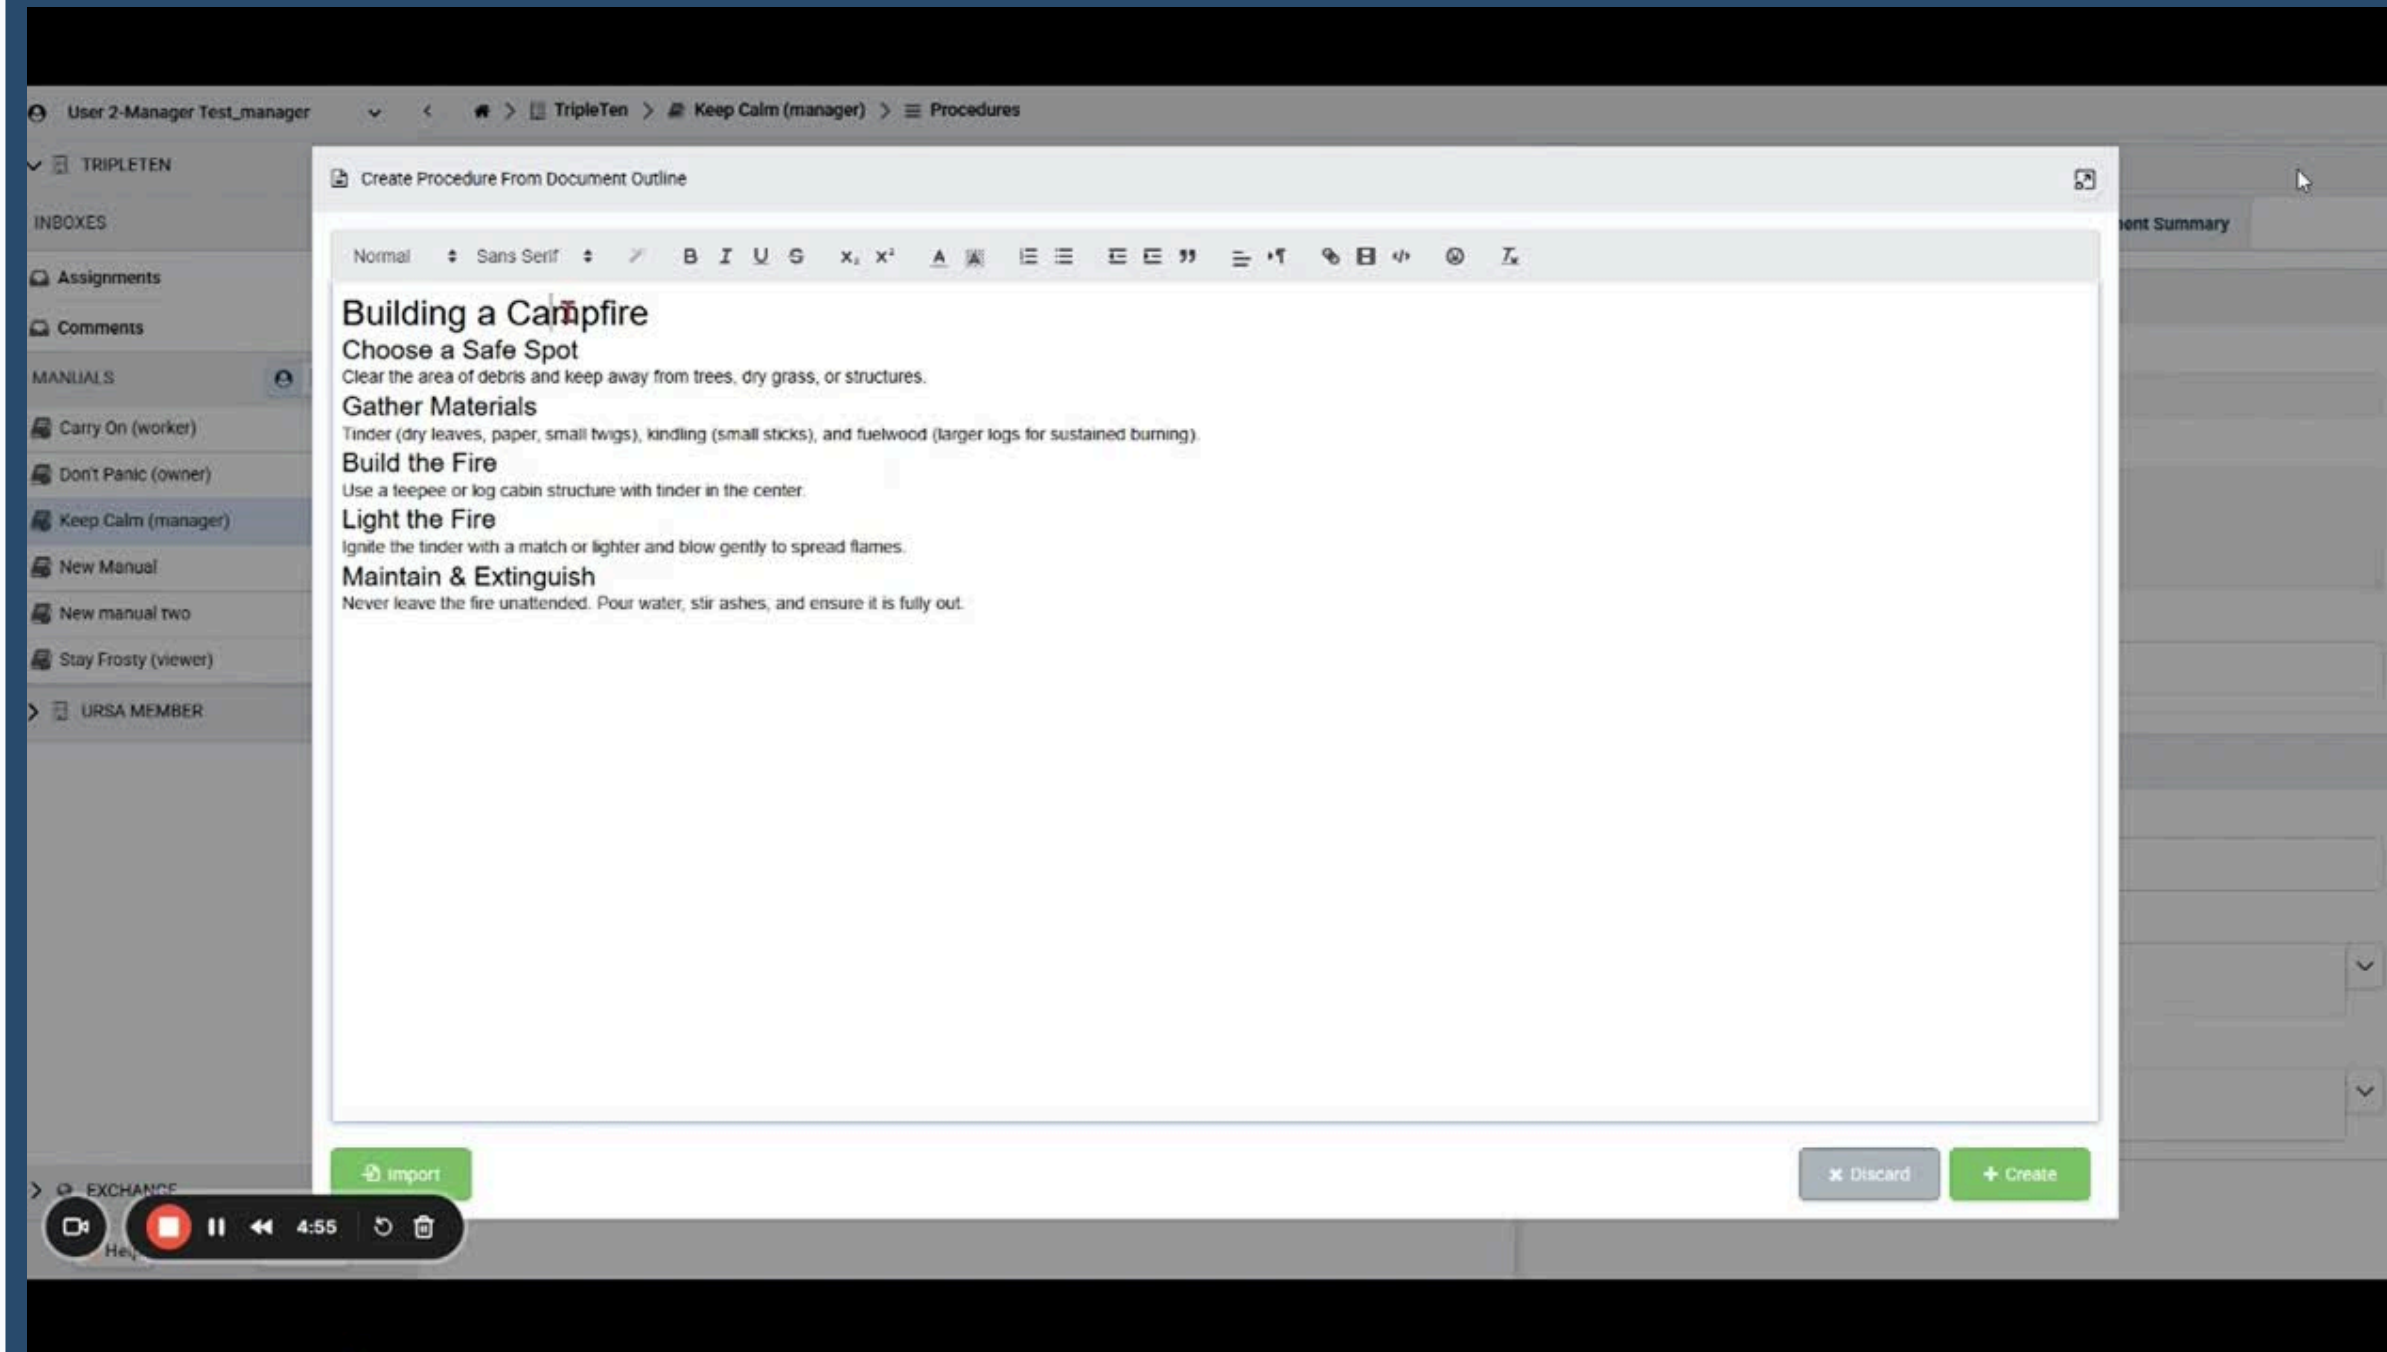 User 2-Manager Test_manager
TripleTen
Keep Calm (manager)
Procedures
TRIPLETEN
INBOXES
Assignments
Comments
MANUALS
Carry On (worker)
Don't Panic (owner)
Keep Calm (manager)
New Manual
New manual two
Stay Frosty (viewer)
URSA MEMBER
EXCHANGE
4:55
Create Procedure From Document Outline
Normal Sans Serif
Building a Campfire
Choose a Safe Spot
Clear the area of debris and keep away from trees, dry grass, or structures.
Gather Materials
Tinder (dry leaves, paper, small twigs), kindling (small sticks), and fuelwood (larger logs for sustained burning).
Build the Fire
Use a teepee or log cabin structure with tinder in the center.
Light the Fire
Ignite the tinder with a match or lighter and blow gently to spread flames.
Maintain & Extinguish
Never leave the fire unattended. Pour water, stir ashes, and ensure it is fully out.
Import
Discard
Create
Summary